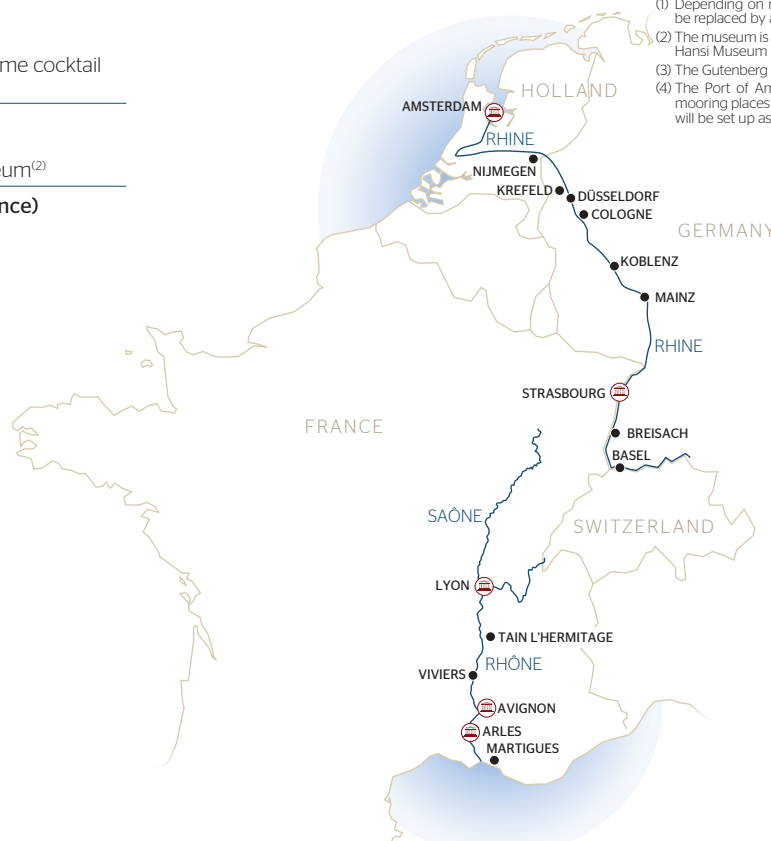 me cocktail
eum(2)
nce)
(1) Depending on
be replaced by a
(2) The museum is
Hansi Museum
(3) The Gutenberg
(4) The Port of Am
mooring places
will be set up as
AMSTERDAM
HOLLAND
RHINE
NIJMEGEN
KREFELD
DÜSSELDORF
COLOGNE
GERMANY
KOBLENZ
MAINZ
RHINE
STRASBOURG
FRANCE
BREISACH
BASEL
SAÔNE
SWITZERLAND
LYON
TAIN L'HERMITAGE
RHÔNE
VIVIERS
AVIGNON
ARLES
MARTIGUES